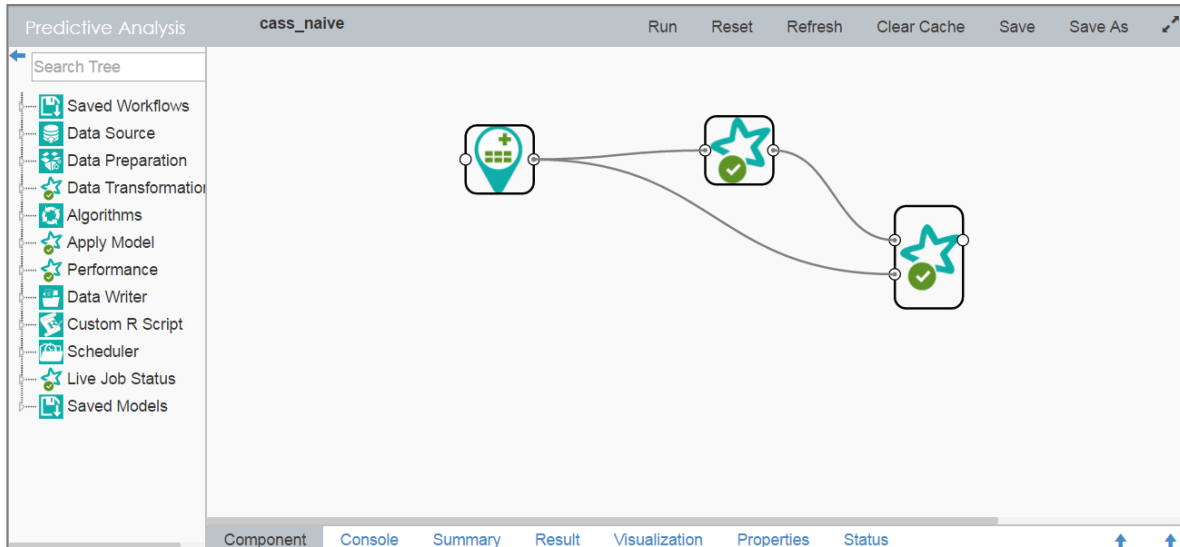 Predictive Analysis
cass_naive
Run Reset Refresh Clear Cache Save Save As
Search Tree
Saved Workflows
Data Source
Data Preparation
Data Transformation
Algorithms
Apply Model
Performance
Data Writer
Custom R Script
Scheduler
Live Job Status
Saved Models
Component Console Summary Result Visualization Properties Status